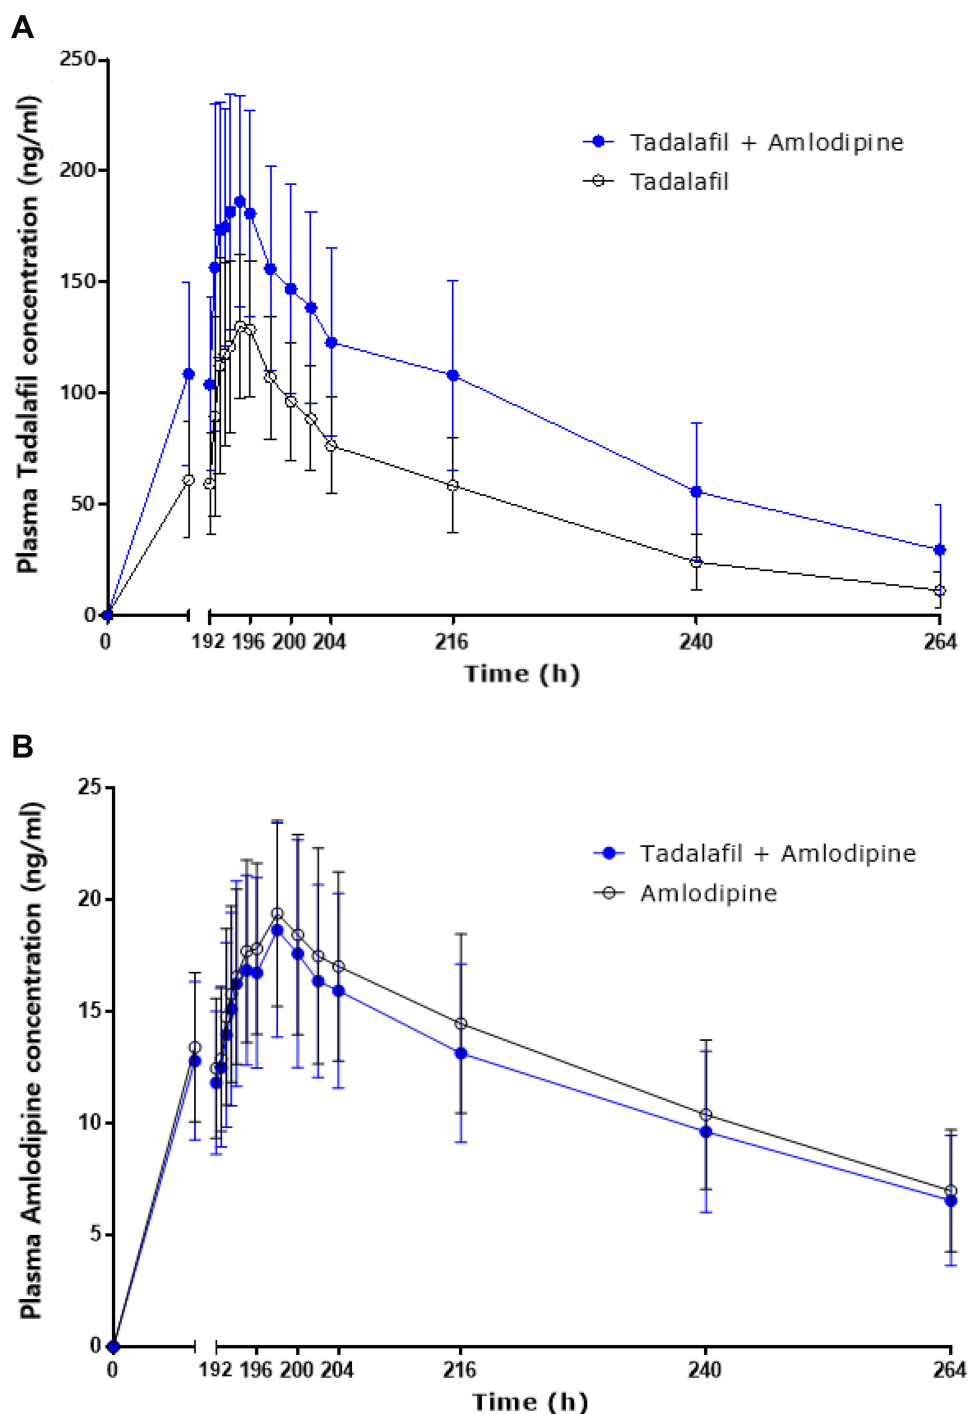 A
Plasma Tadalafil concentration (ng/ml)
250
200
150
100
50
0
Tadalafil + Amlodipine
Tadalafil
0 192 196 200 204 216 240 264
Time (h)
B
Plasma Amlodipine concentration (ng/ml)
25
20
15
10
5
0
Tadalafil + Amlodipine
Amlodipine
0 192 196 200 204 216 240 264
Time (h)